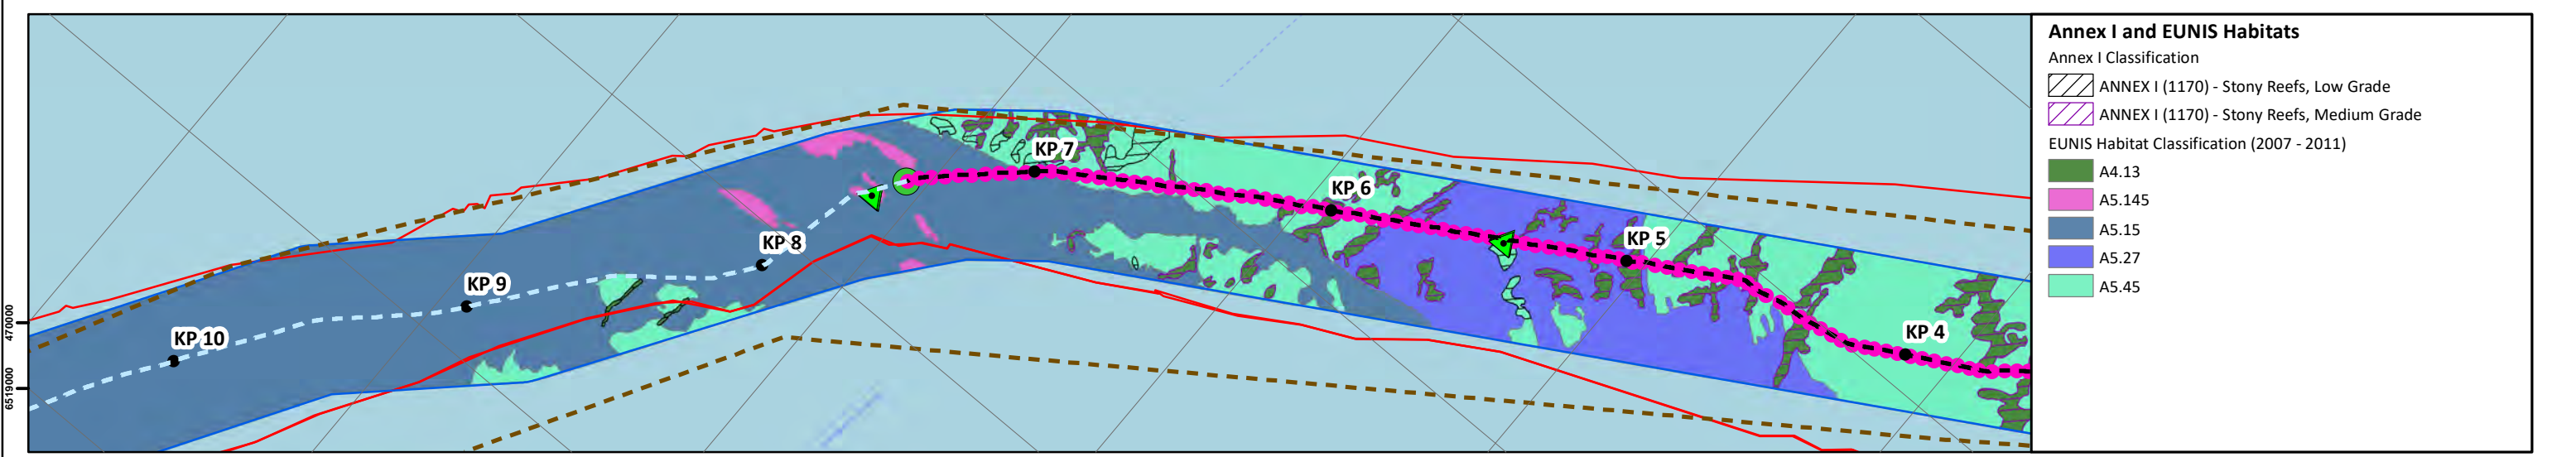 KP 10
KP 9
KP 8
KP 7
KP 6
KP 5
KP 4
470000
6519000
Annex I and EUNIS Habitats
Annex I Classification
ANNEX I (1170) - Stony Reefs, Low Grade
ANNEX I (1170) - Stony Reefs, Medium Grade
EUNIS Habitat Classification (2007 - 2011)
A4.13
A5.145
A5.15
A5.27
A5.45